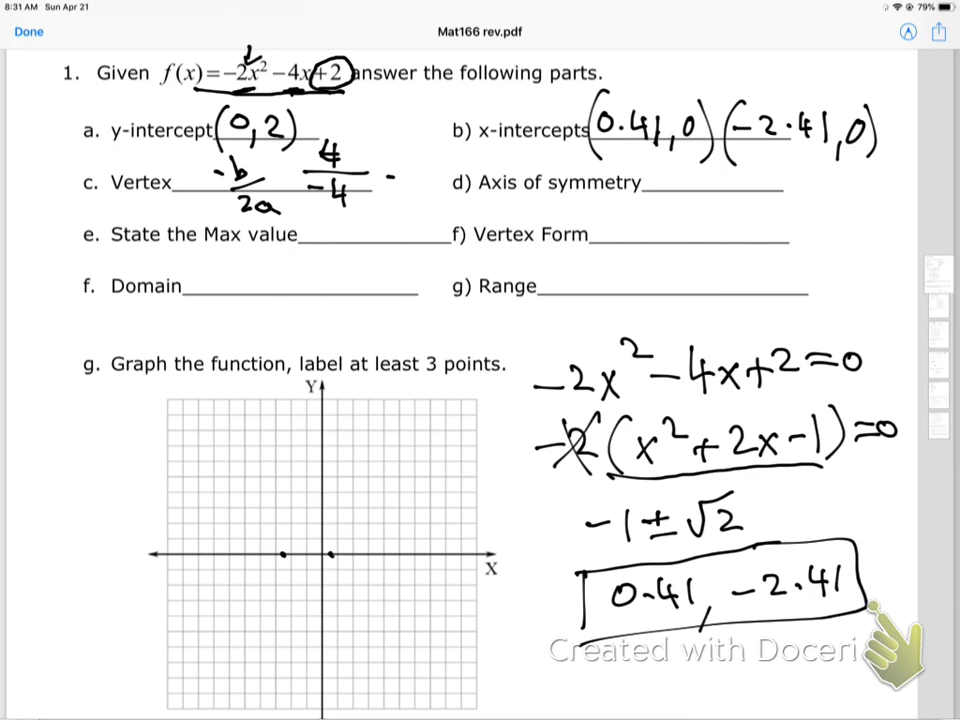 8:31 AM Sun Apr 21
79%
Done
Mat166 rev.pdf
1. Given f(x)=−2x²−4x+2 answer the following parts.
a. y-intercept (0,2)
b) x-intercepts (0.41,0) (-2.41,0)
c. Vertex -b/2a 4/-4 -
d) Axis of symmetry
e. State the Max value
f) Vertex Form
f. Domain
g) Range
g. Graph the function, label at least 3 points.
Y
X
-2x²-4x+2=0
-2(x²+2x-1)=0
-1±√2
0.41, -2.41
Created with Doceri